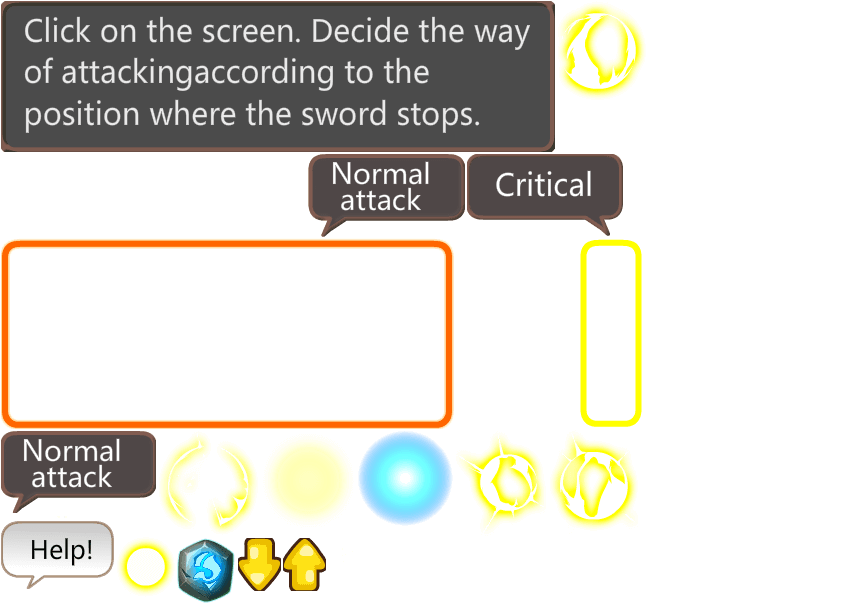 Click on the screen. Decide the way
of attackingaccording to the
position where the sword stops.
Normal
attack
Critical
Normal
attack
Help!